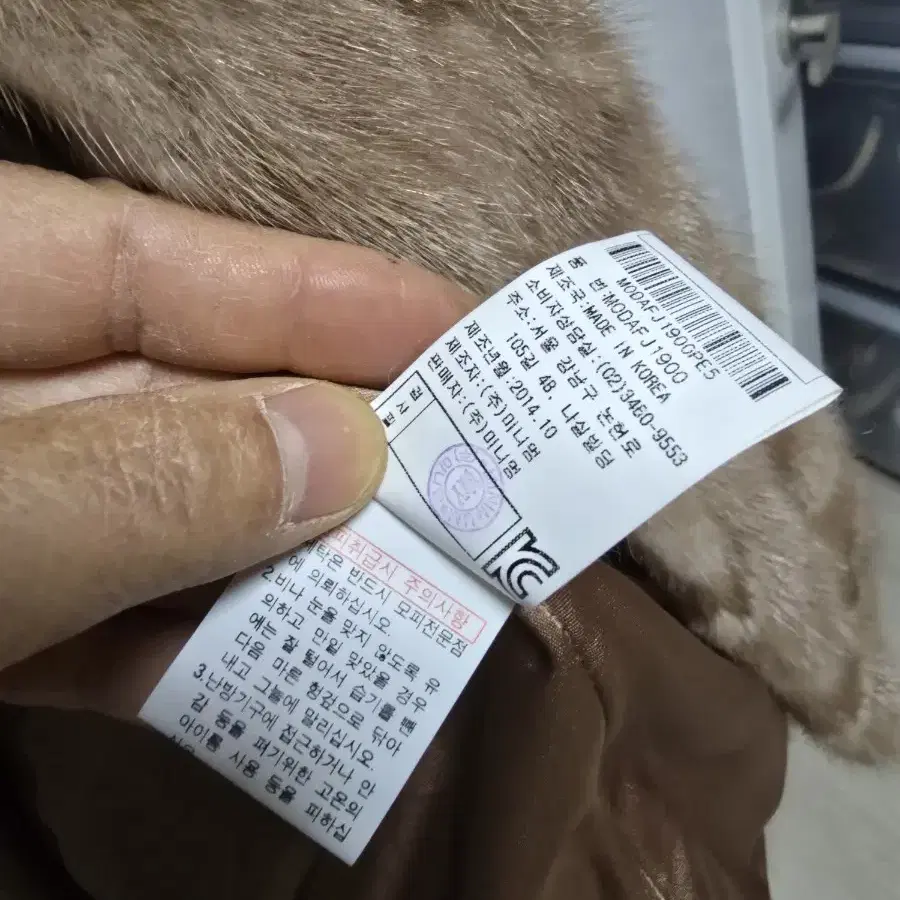 MODAFJ1900PE5
품 번:MODAFJ1900
제조국:MADE IN KOREA
소비자상담실:(02)3460-9553
주소:서울 강남구 논현로
105길 48, 나실빌딩
제조년월:2014.10
제조자:(주)미니멈
판매자:(주)미니멈
검
필 시
KC
피취급시 주의사항
세탁은 반드시 모피전문점
에 의뢰하십시오.
2.비나 눈을 맞지 않도록 유
의하고 만일 맞았을 경우
에는 잘 털어서 습기를 뺀
다음 마른 헝겊으로 닦아
내고 그늘에 말리십시오.
3.난방기구에 접근하거나 안
감 등을 펴기위한 고온의
아이롱 사용 등을 피하십